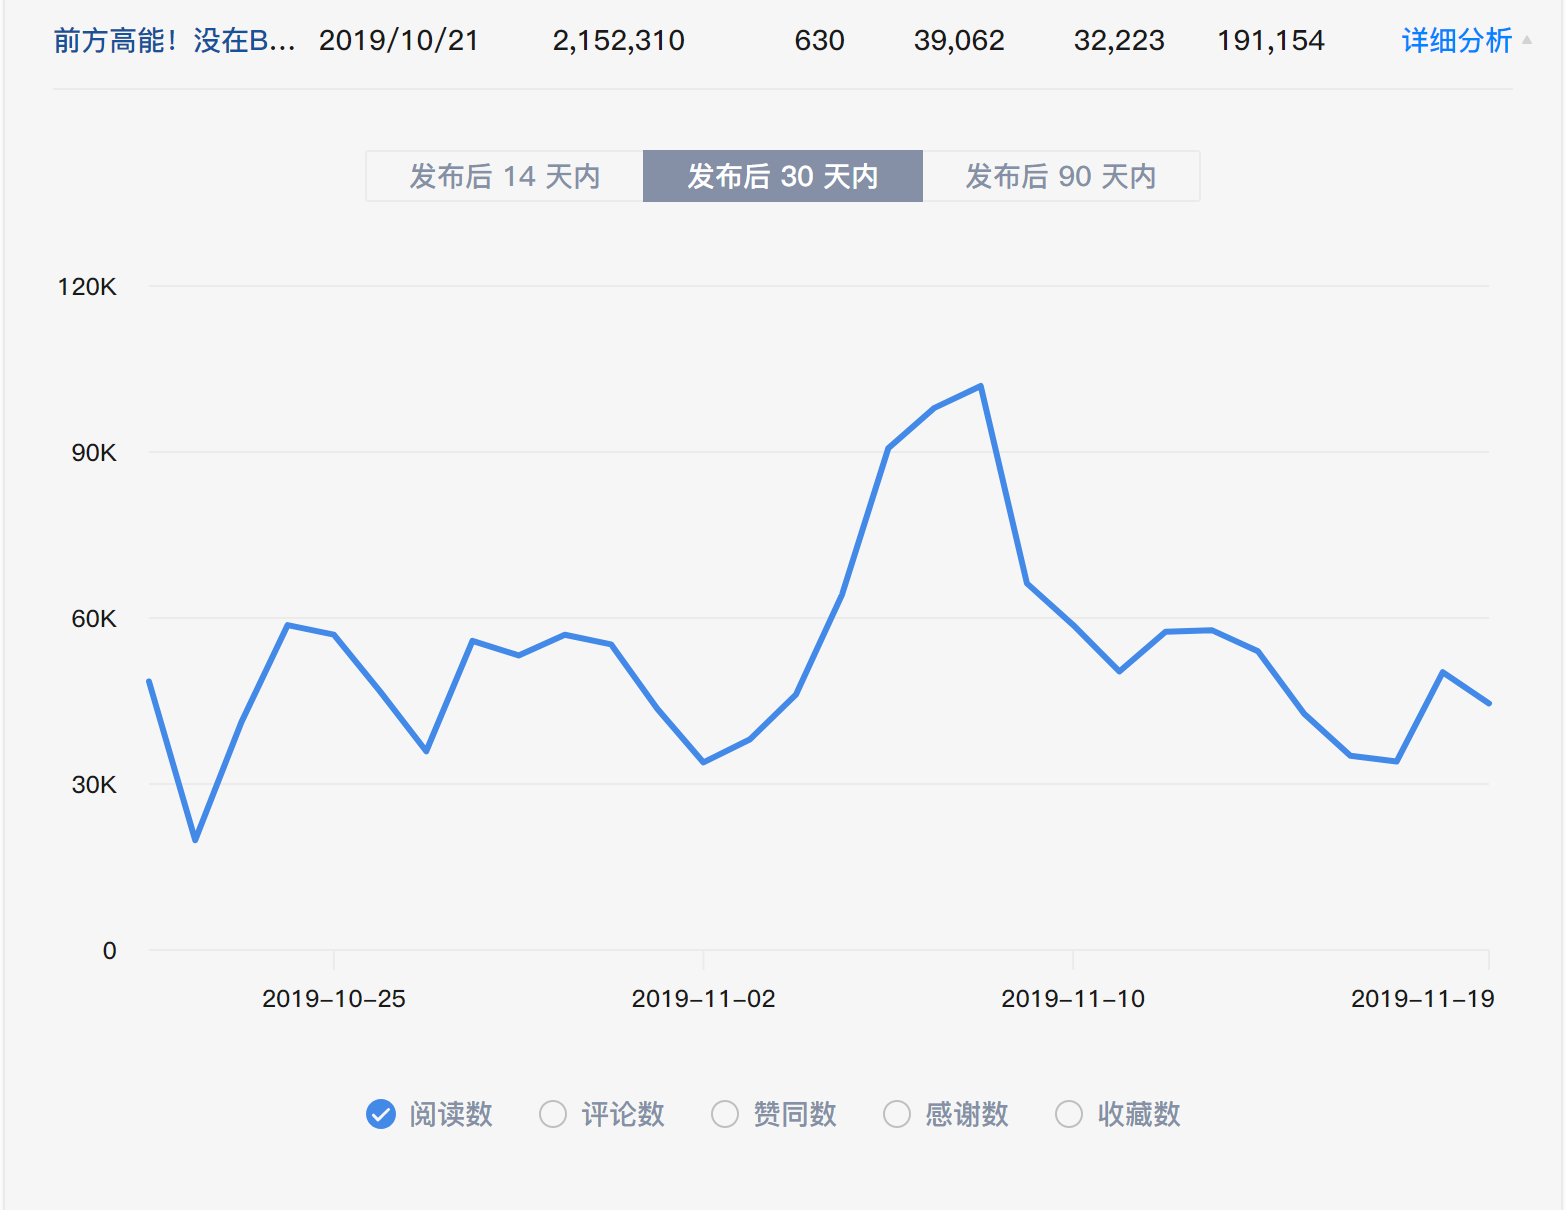 前方高能！没在B... 2019/10/21 2,152,310 630 39,062 32,223 191,154 详细分析
发布后 14 天内 发布后 30 天内 发布后 90 天内
120K
90K
60K
30K
0
2019-10-25 2019-11-02 2019-11-10 2019-11-19
阅读数 评论数 赞同数 感谢数 收藏数